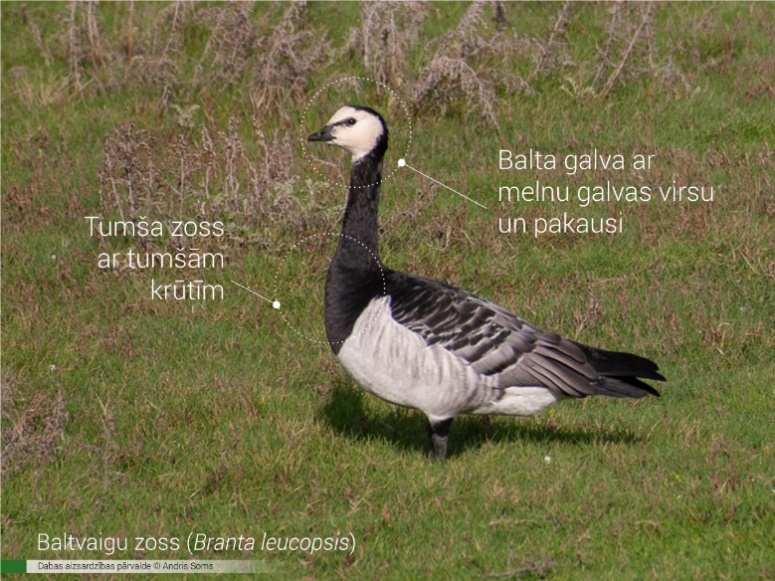 Balta galva ar
melnu galvas virsu
un pakausi
Tumša zoss
ar tumšām
krūtīm
Baltvaigu zoss (Branta leucopsis)
Dabas aizsardzības pārvalde © Andris Soms